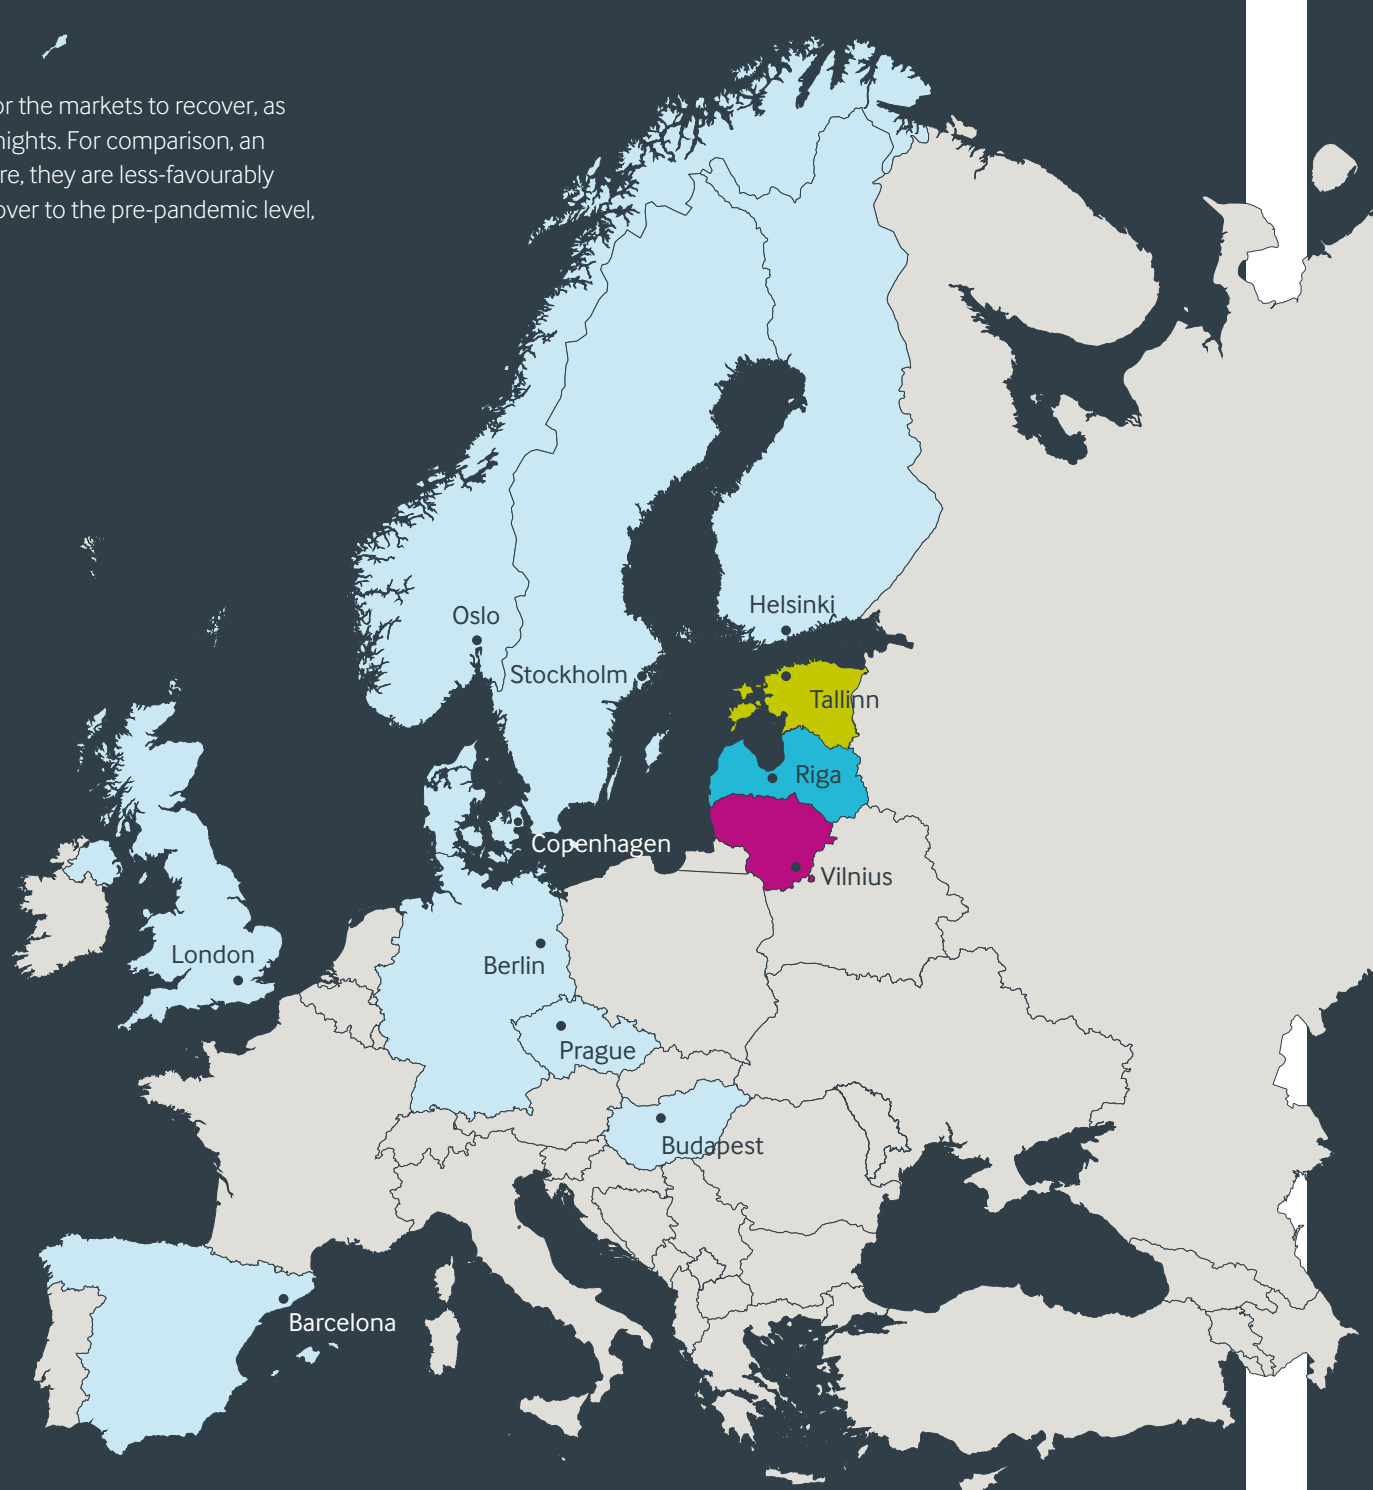 or the markets to recover, as
nights. For comparison, an
re, they are less-favourably
over to the pre-pandemic level,
Helsinki
Oslo
Stockholm
Tallinn
Riga
Copenhagen
Vilnius
London
Berlin
Prague
Budapest
Barcelona